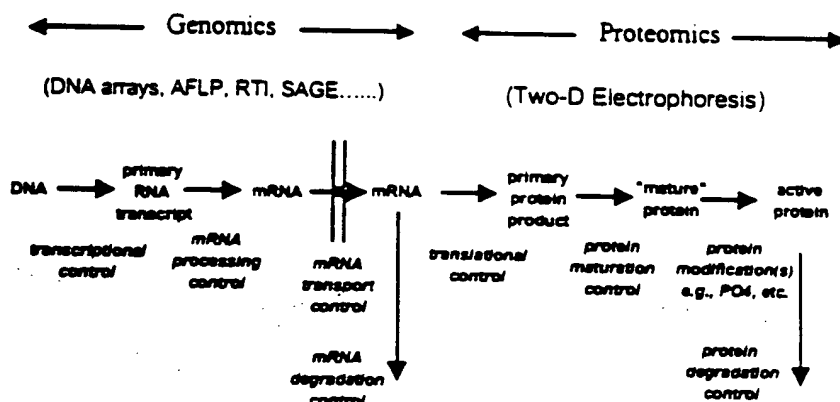 Genomics
Proteomics
(DNA arrays, AFLP, RTI, SAGE......)
(Two-D Electrophoresis)
DNA
primary
RNA
transcript
mRNA
mRNA
primary
protein
product
"mature"
protein
active
protein
transcriptional
control
mRNA
processing
control
mRNA
transport
control
translational
control
protein
maturation
control
protein
modification(s)
e.g., PO4, etc.
mRNA
degradation
control
protein
degradation
control